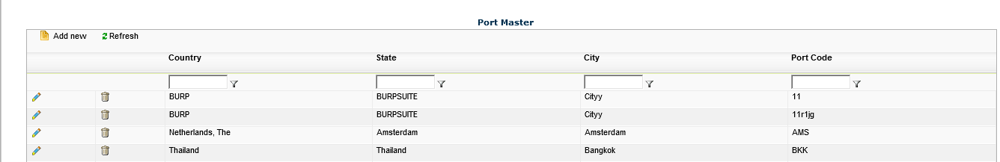 Port Master
Add new Refresh
Country State City Port Code
BURP BURPSUITE Cityy 11
BURP BURPSUITE Cityy 11r1jg
Netherlands, The Amsterdam Amsterdam AMS
Thailand Thailand Bangkok BKK